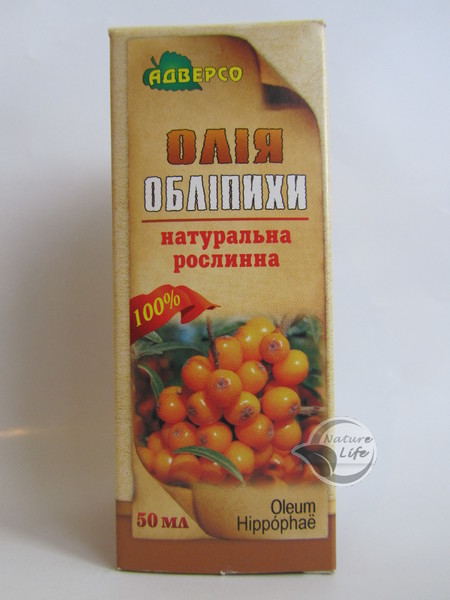 АДВЕРСО
ОЛІЯ
ОБЛІПИХИ
натуральна
рослинна
100%
Nature
Life
50 мл
Oleum
Hippóphaë